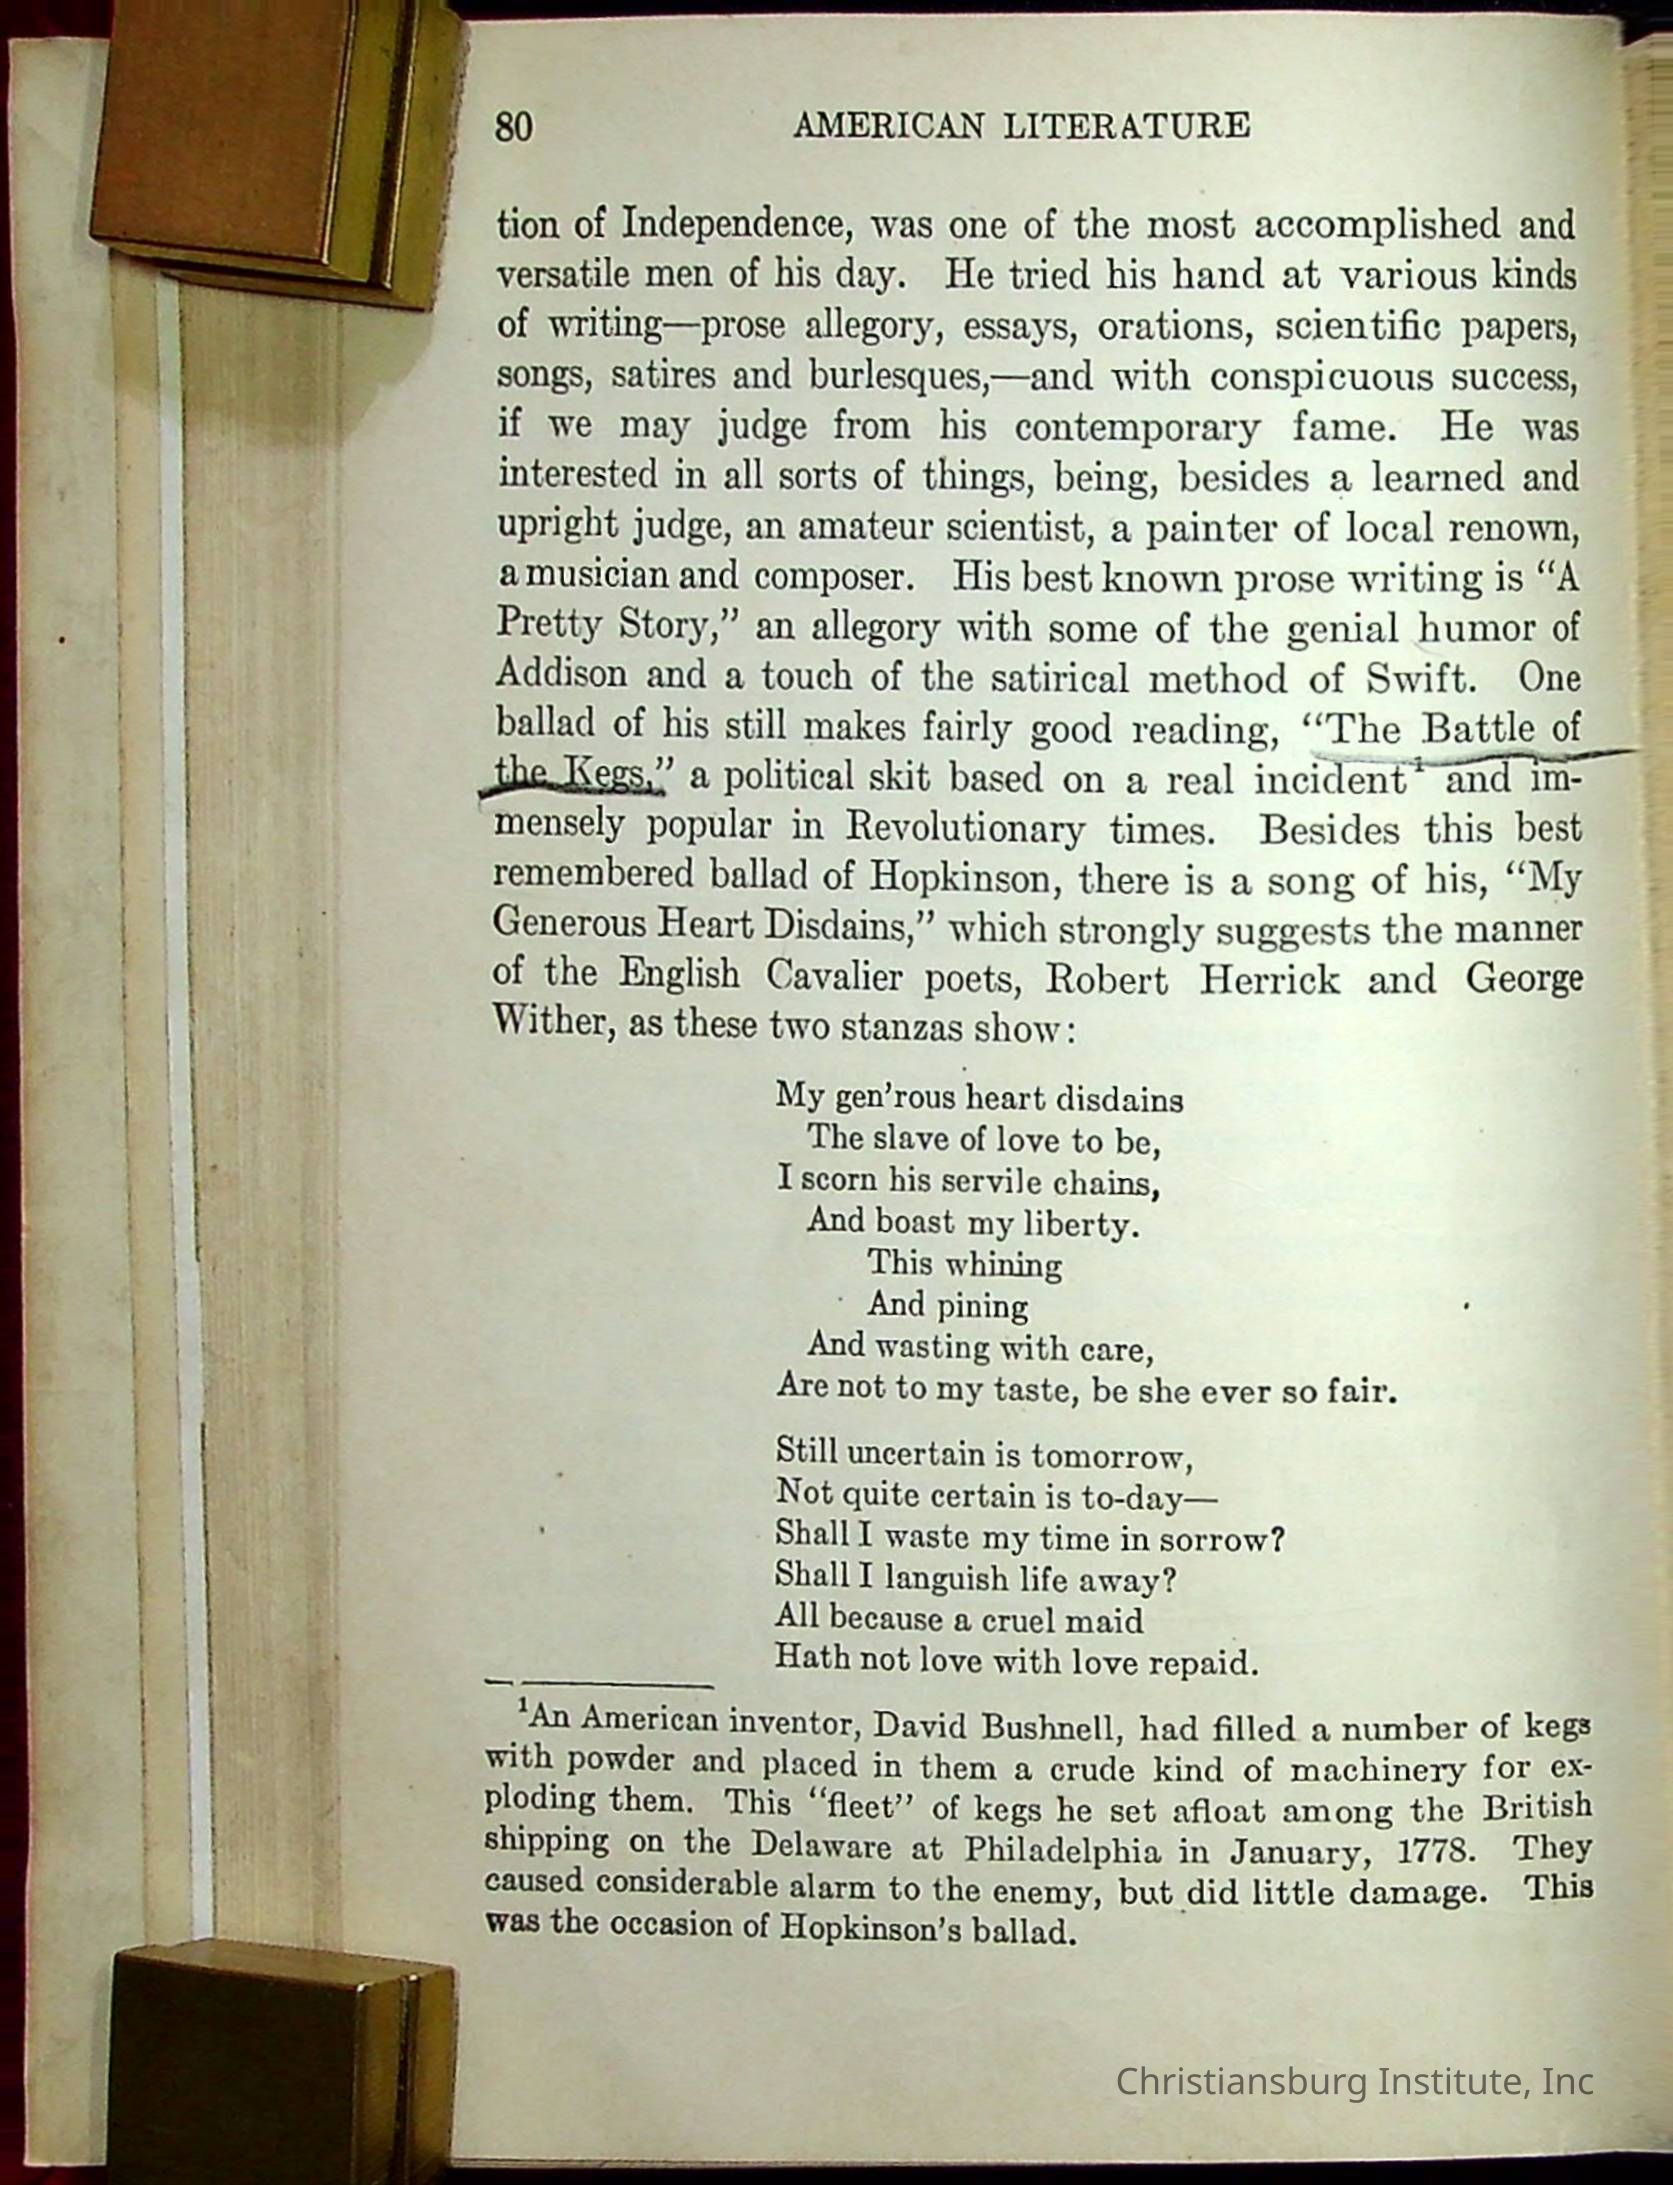 80 AMERICAN LITERATURE
tion of Independence, was one of the most accomplished and
versatile men of his day. He tried his hand at various kinds
of writing—prose allegory, essays, orations, scientific papers,
songs, satires and burlesques,—and with conspicuous success,
if we may judge from his contemporary fame. He was
interested in all sorts of things, being, besides a learned and
upright judge, an amateur scientist, a painter of local renown,
a musician and composer. His best known prose writing is “A
Pretty Story,” an allegory with some of the genial humor of
Addison and a touch of the satirical method of Swift. One
ballad of his still makes fairly good reading, “The Battle of
the Kegs,” a political skit based on a real incident¹ and im-
mensely popular in Revolutionary times. Besides this best
remembered ballad of Hopkinson, there is a song of his, “My
Generous Heart Disdains,” which strongly suggests the manner
of the English Cavalier poets, Robert Herrick and George
Wither, as these two stanzas show:
My gen’rous heart disdains
The slave of love to be,
I scorn his servile chains,
And boast my liberty.
This whining
And pining
And wasting with care,
Are not to my taste, be she ever so fair.
Still uncertain is tomorrow,
Not quite certain is to-day—
Shall I waste my time in sorrow?
Shall I languish life away?
All because a cruel maid
Hath not love with love repaid.
¹An American inventor, David Bushnell, had filled a number of kegs
with powder and placed in them a crude kind of machinery for ex-
ploding them. This “fleet” of kegs he set afloat among the British
shipping on the Delaware at Philadelphia in January, 1778. They
caused considerable alarm to the enemy, but did little damage. This
was the occasion of Hopkinson’s ballad.
Christiansburg Institute, Inc